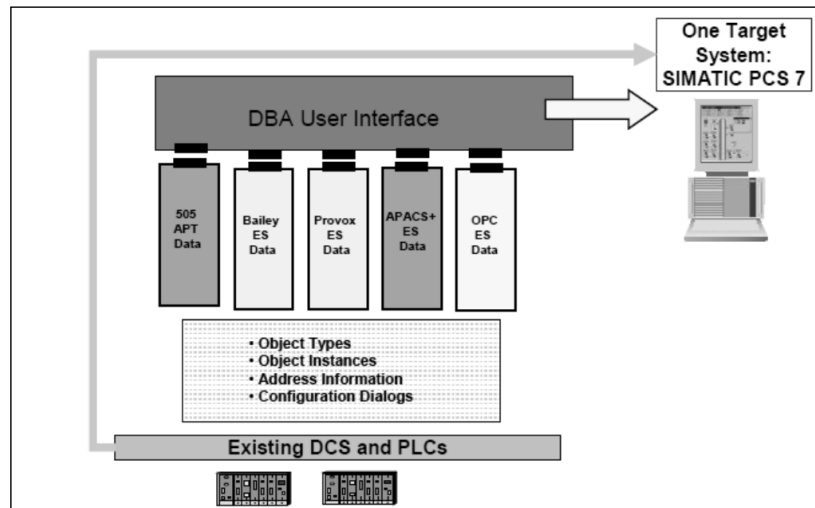 One Target
System:
SIMATIC PCS 7
DBA User Interface
505
APT
Data
Bailey
ES
Data
Provox
ES
Data
APACS+
ES
Data
OPC
ES
Data
• Object Types
• Object Instances
• Address Information
• Configuration Dialogs
Existing DCS and PLCs